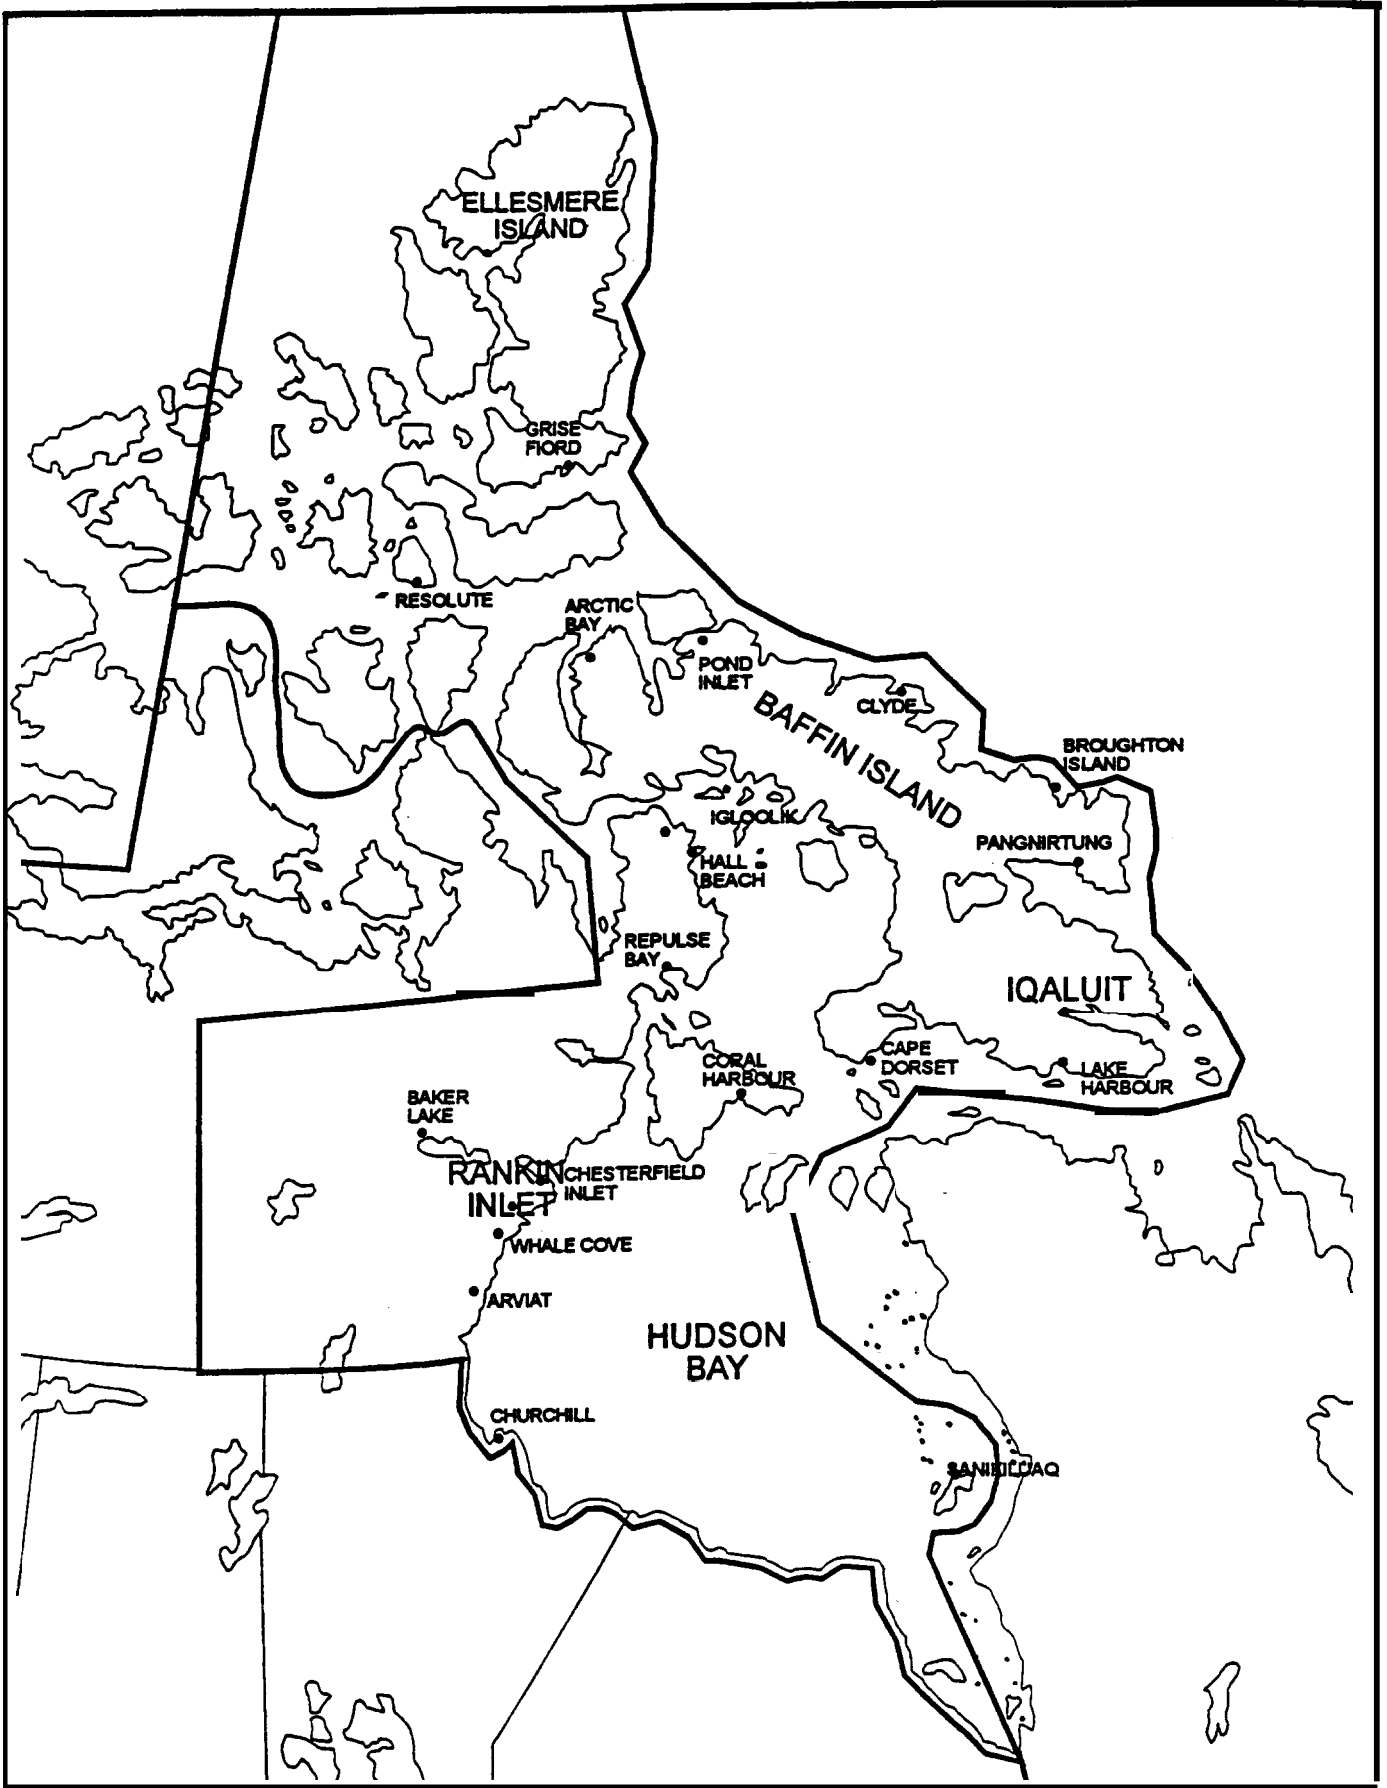 ELLESMERE
ISLAND
GRISE
FIORD
RESOLUTE
ARCTIC
BAY
POND
INLET
CLYDE
BAFFIN ISLAND
BROUGHTON
ISLAND
IGLOOLIK
PANGNIRTUNG
HALL
BEACH
REPULSE
BAY
IQALUIT
CAPE
DORSET
LAKE
HARBOUR
CORAL
HARBOUR
BAKER
LAKE
RANKIN
INLET
CHESTERFIELD
INLET
WHALE COVE
ARVIAT
HUDSON
BAY
CHURCHILL
SANIKILUAQ